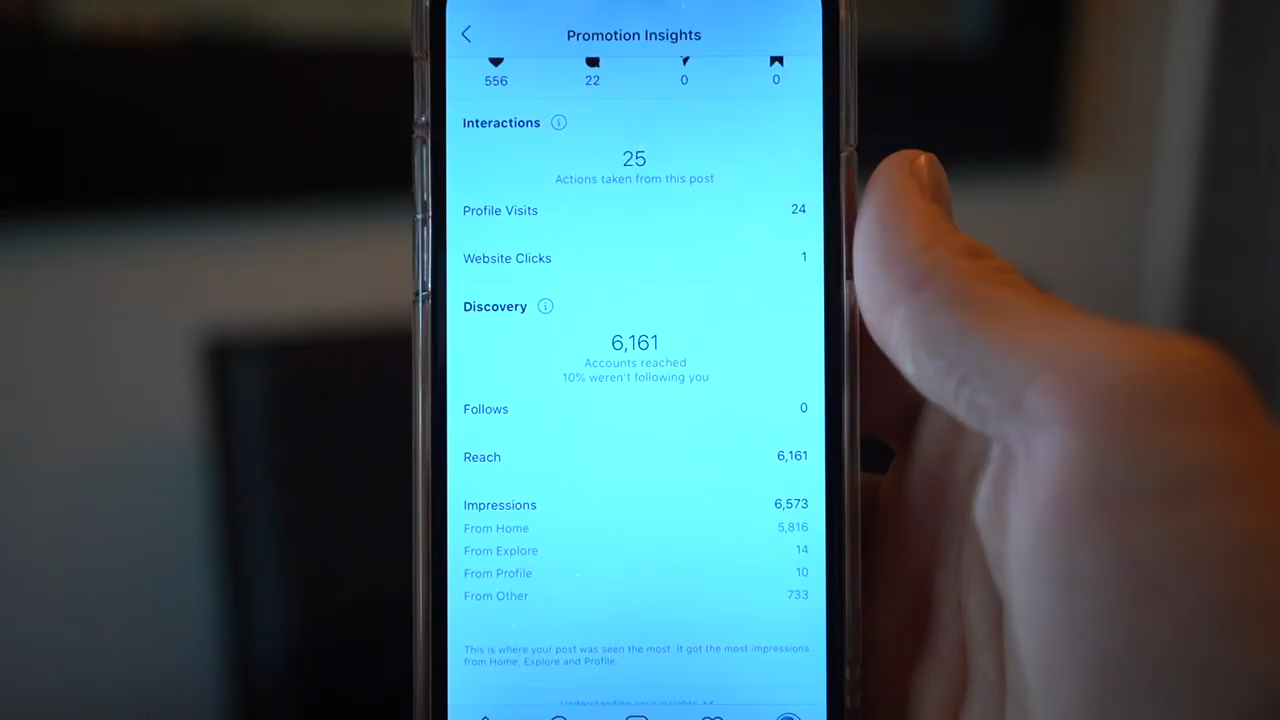 Promotion Insights
556 22 0 0
Interactions
25
Actions taken from this post
Profile Visits 24
Website Clicks 1
Discovery
6,161
Accounts reached
10% weren't following you
Follows 0
Reach 6,161
Impressions 6,573
From Home 5,816
From Explore 14
From Profile 10
From Other 733
This is where your post was seen the most. It got the most impressions
from Home, Explore and Profile.
Understanding your insights